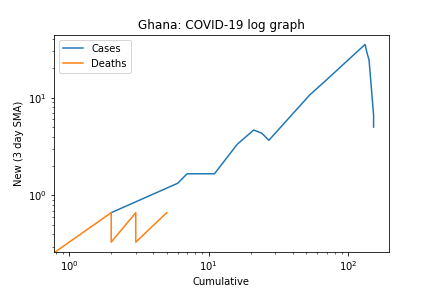 Ghana: COVID-19 log graph
Cases
Deaths
New (3 day SMA)
10¹
10⁰
10⁰ 10¹ 10²
Cumulative